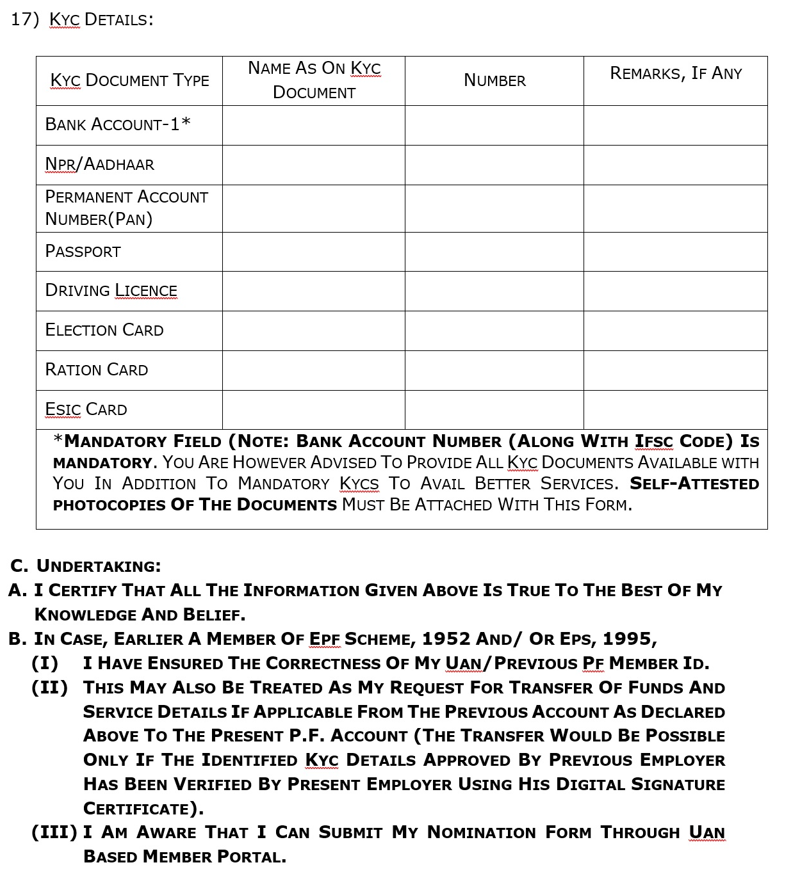 17) Kyc Details:
Kyc Document Type
Name As On Kyc
Document
Number
Remarks, If Any
Bank Account-1*
Npr/Aadhaar
Permanent Account
Number(Pan)
Passport
Driving Licence
Election Card
Ration Card
Esic Card
*Mandatory Field (Note: Bank Account Number (Along With Ifsc Code) Is
mandatory. You Are However Advised To Provide All Kyc Documents Available with
You In Addition To Mandatory Kycs To Avail Better Services. Self-Attested
photocopies Of The Documents Must Be Attached With This Form.
C. Undertaking:
A. I Certify That All The Information Given Above Is True To The Best Of My
Knowledge And Belief.
B. In Case, Earlier A Member Of Epf Scheme, 1952 And/ Or Eps, 1995,
(I) I Have Ensured The Correctness Of My Uan/Previous Pf Member Id.
(II) This May Also Be Treated As My Request For Transfer Of Funds And
Service Details If Applicable From The Previous Account As Declared
Above To The Present P.F. Account (The Transfer Would Be Possible
Only If The Identified Kyc Details Approved By Previous Employer
Has Been Verified By Present Employer Using His Digital Signature
Certificate).
(III) I Am Aware That I Can Submit My Nomination Form Through Uan
Based Member Portal.